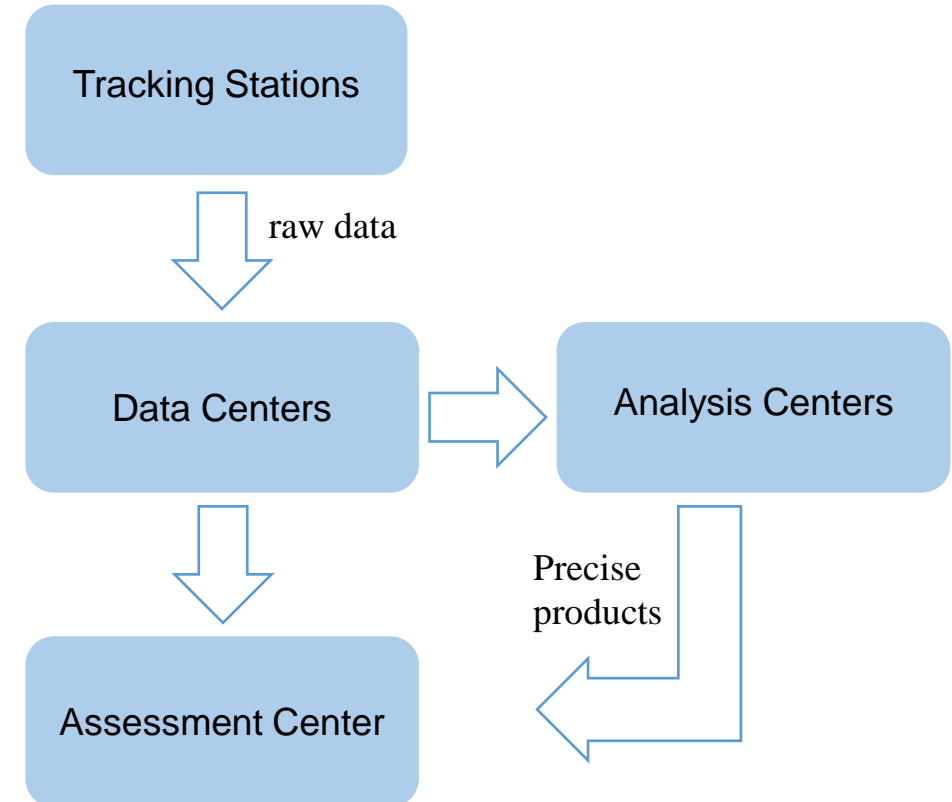 Tracking Stations
raw data
Data Centers
Analysis Centers
Precise
products
Assessment Center